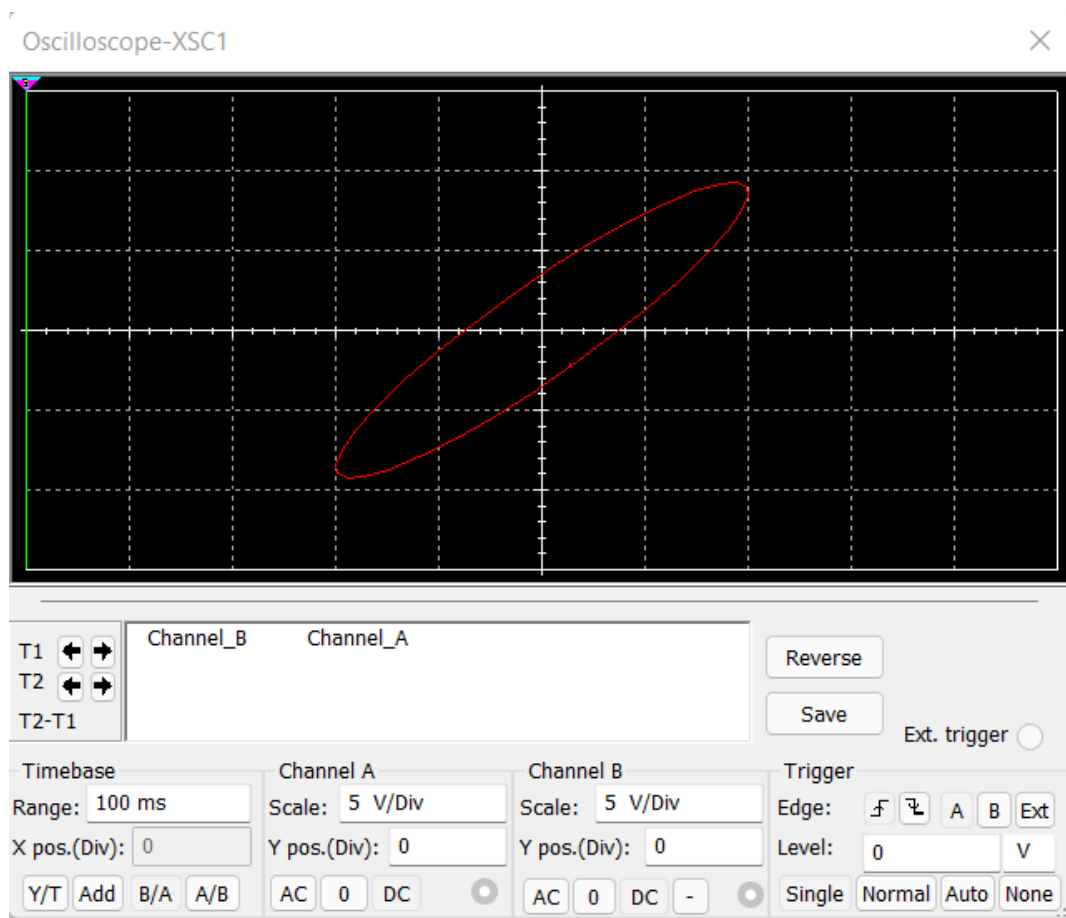 Oscilloscope-XSC1
Channel_B Channel_A
T1
T2
T2-T1
Reverse
Save
Ext. trigger
Timebase
Range: 100 ms
X pos.(Div): 0
Y/T Add B/A A/B
Channel A
Scale: 5 V/Div
Y pos.(Div): 0
AC 0 DC
Channel B
Scale: 5 V/Div
Y pos.(Div): 0
AC 0 DC -
Trigger
Edge: A B Ext
Level: 0 V
Single Normal Auto None